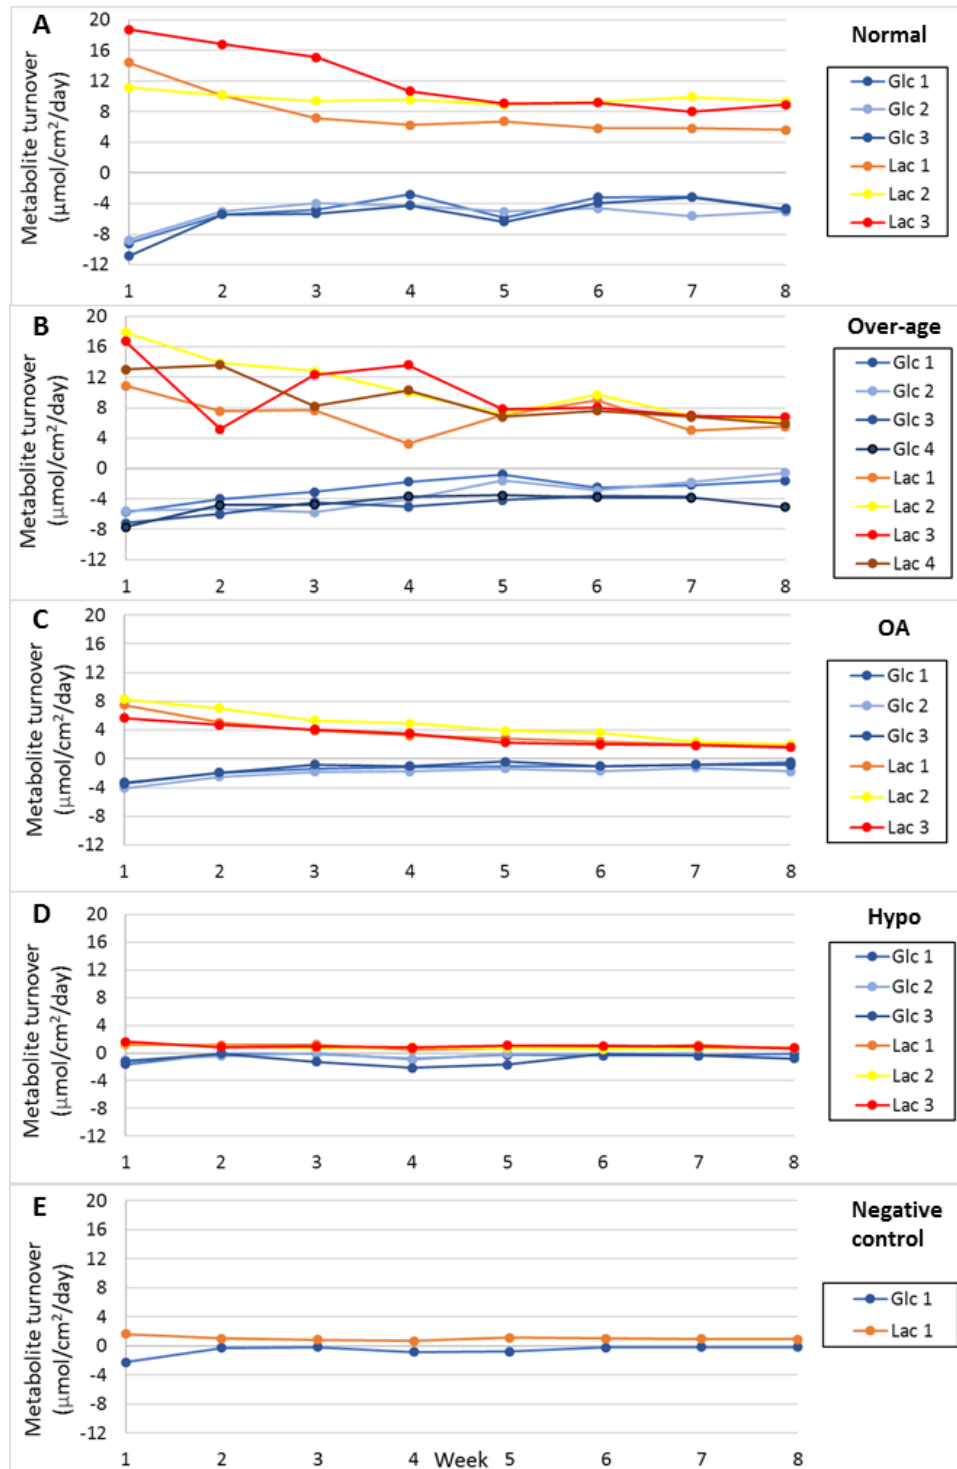 A
Normal
Metabolite turnover
(μmol/cm²/day)
20
16
12
8
4
0
-4
-8
-12
1 2 3 4 5 6 7 8
Glc 1
Glc 2
Glc 3
Lac 1
Lac 2
Lac 3
B
Over-age
Metabolite turnover
(μmol/cm²/day)
20
16
12
8
4
0
-4
-8
-12
1 2 3 4 5 6 7 8
Glc 1
Glc 2
Glc 3
Glc 4
Lac 1
Lac 2
Lac 3
Lac 4
C
OA
Metabolite turnover
(μmol/cm²/day)
20
16
12
8
4
0
-4
-8
-12
1 2 3 4 5 6 7 8
Glc 1
Glc 2
Glc 3
Lac 1
Lac 2
Lac 3
D
Hypo
Metabolite turnover
(μmol/cm²/day)
20
16
12
8
4
0
-4
-8
-12
1 2 3 4 5 6 7 8
Glc 1
Glc 2
Glc 3
Lac 1
Lac 2
Lac 3
E
Negative
control
Metabolite turnover
(μmol/cm²/day)
20
16
12
8
4
0
-4
-8
-12
1 2 3 4 Week 5 6 7 8
Glc 1
Lac 1